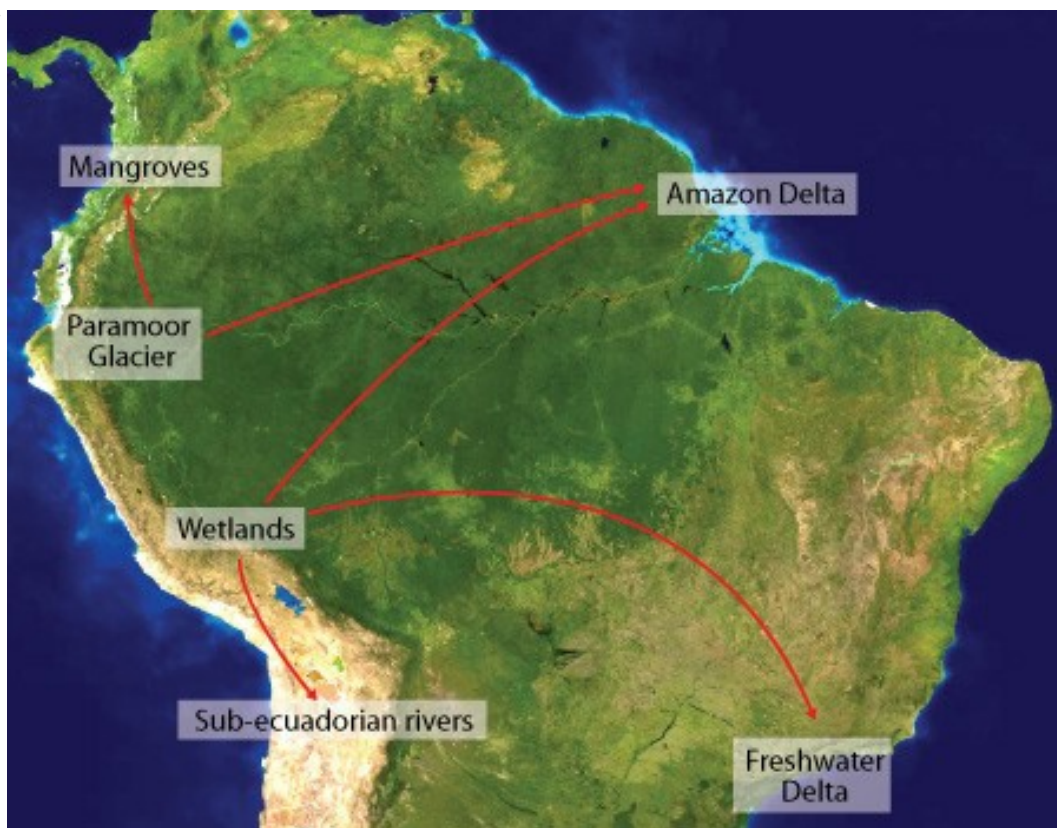 Mangroves
Amazon Delta
Paramoor
Glacier
Wetlands
Sub-ecuadorian rivers
Freshwater
Delta